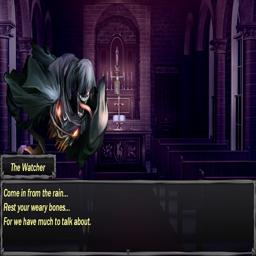 The Watcher
Come in from the rain...
Rest your weary bones...
For we have much to talk about.